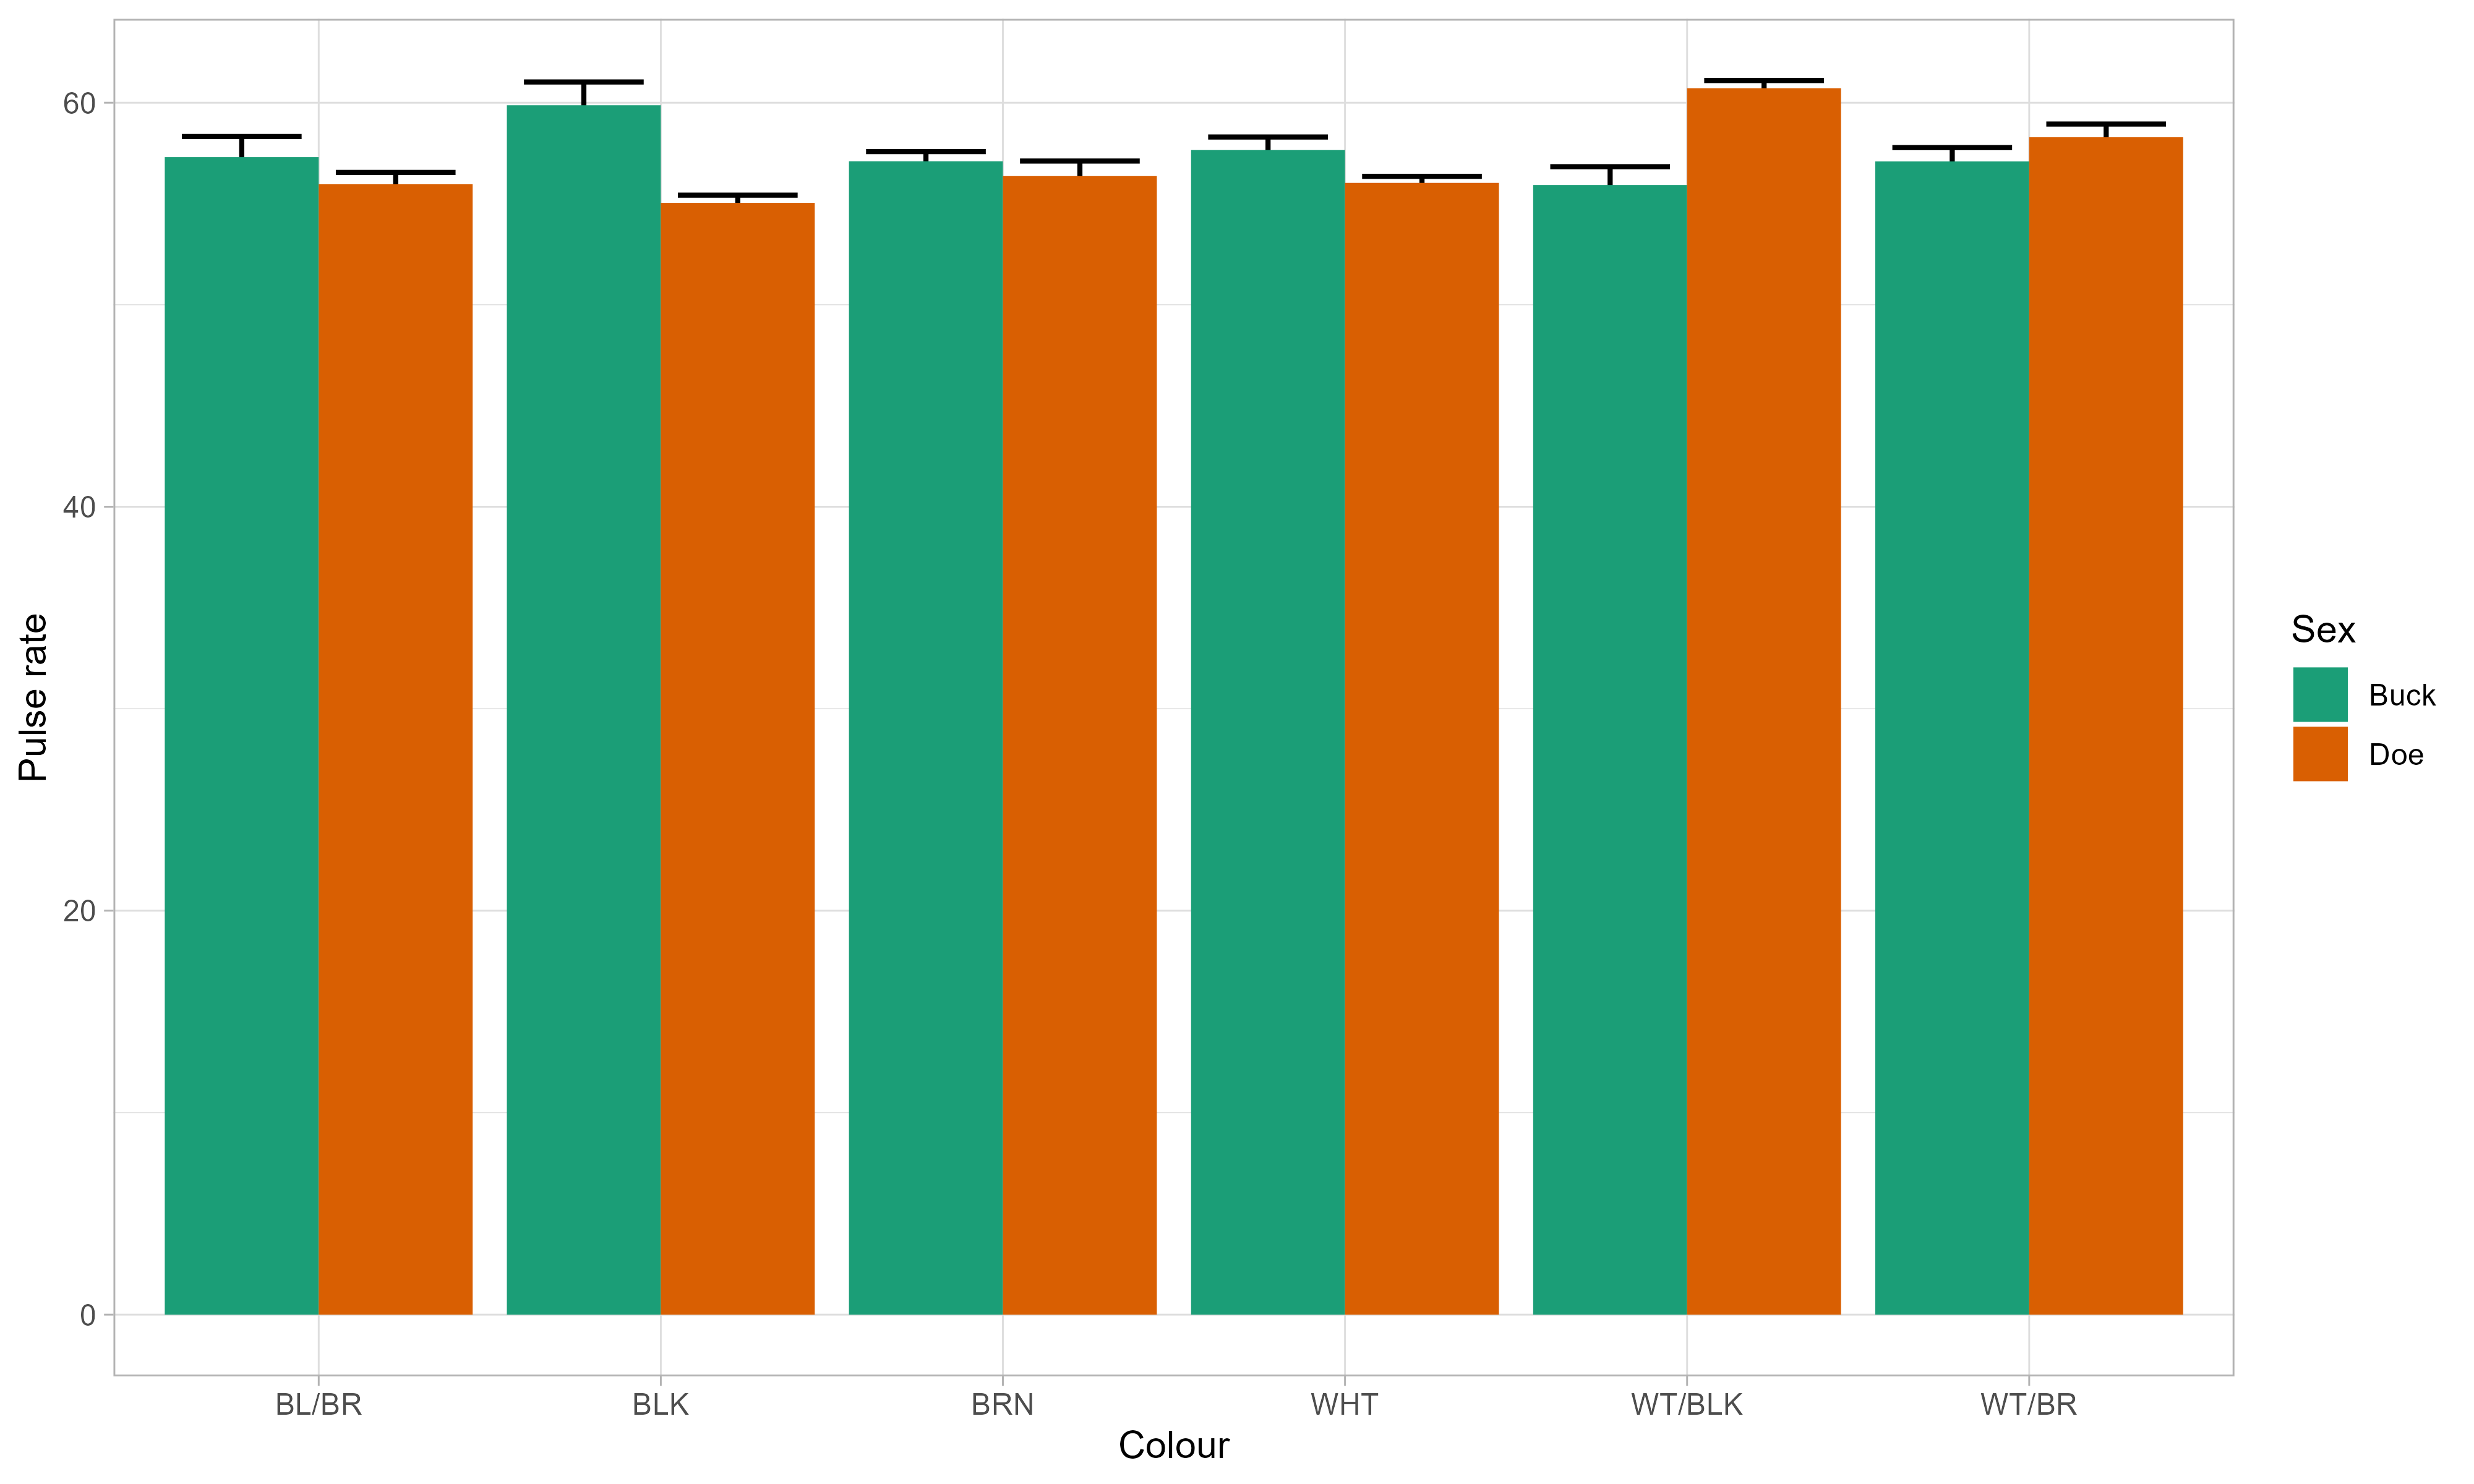 60
40
20
0
Pulse rate
BL/BR
BLK
BRN
WHT
WT/BLK
WT/BR
Colour
Sex
Buck
Doe